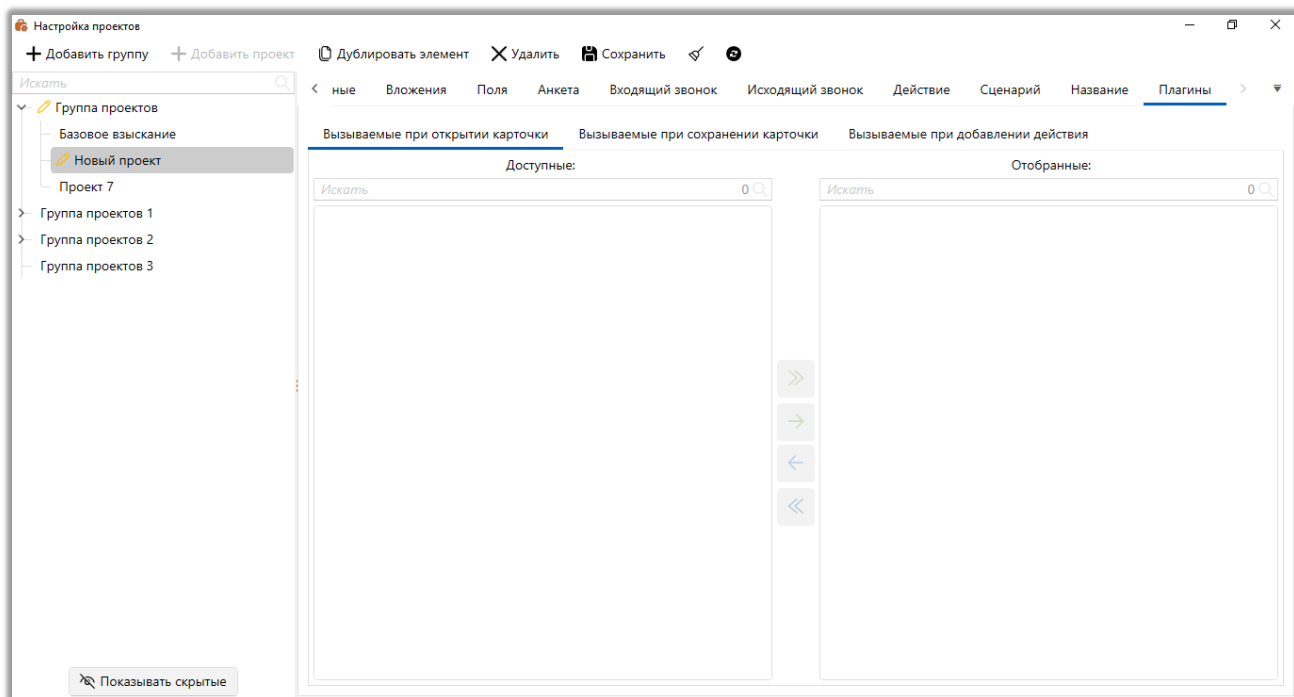 Настройка проектов
Добавить группу Добавить проект Дублировать элемент Удалить Сохранить
Искать
ные Вложения Поля Анкета Входящий звонок Исходящий звонок Действие Сценарий Название Плагины
Группа проектов
Базовое взыскание
Новый проект
Проект 7
Группа проектов 1
Группа проектов 2
Группа проектов 3
Вызываемые при открытии карточки Вызываемые при сохранении карточки Вызываемые при добавлении действия
Доступные: Отобранные:
Искать 0 Искать 0
Показывать скрытые